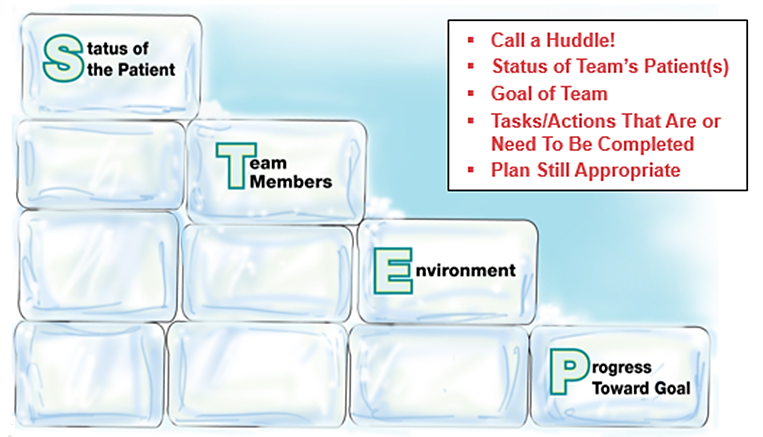 Status of
the Patient
Team
Members
Environment
Progress
Toward Goal
▪ Call a Huddle!
▪ Status of Team's Patient(s)
▪ Goal of Team
▪ Tasks/Actions That Are or
Need To Be Completed
▪ Plan Still Appropriate